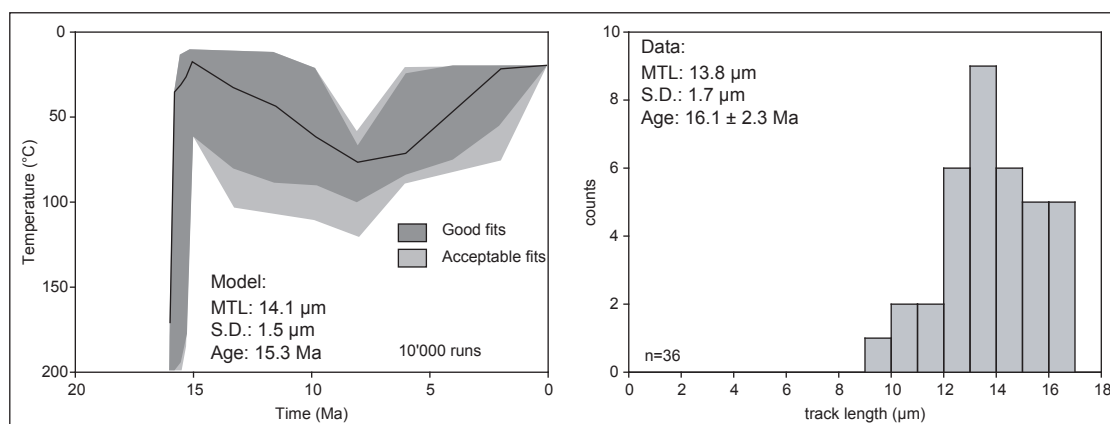 0
50
100
150
200
Temperature (°C)
20
15
10
5
0
Time (Ma)
Good fits
Acceptable fits
Model:
MTL: 14.1 µm
S.D.: 1.5 µm
Age: 15.3 Ma
10'000 runs
10
8
6
4
2
0
counts
Data:
MTL: 13.8 µm
S.D.: 1.7 µm
Age: 16.1 ± 2.3 Ma
n=36
0
2
4
6
8
10
12
14
16
18
track length (µm)